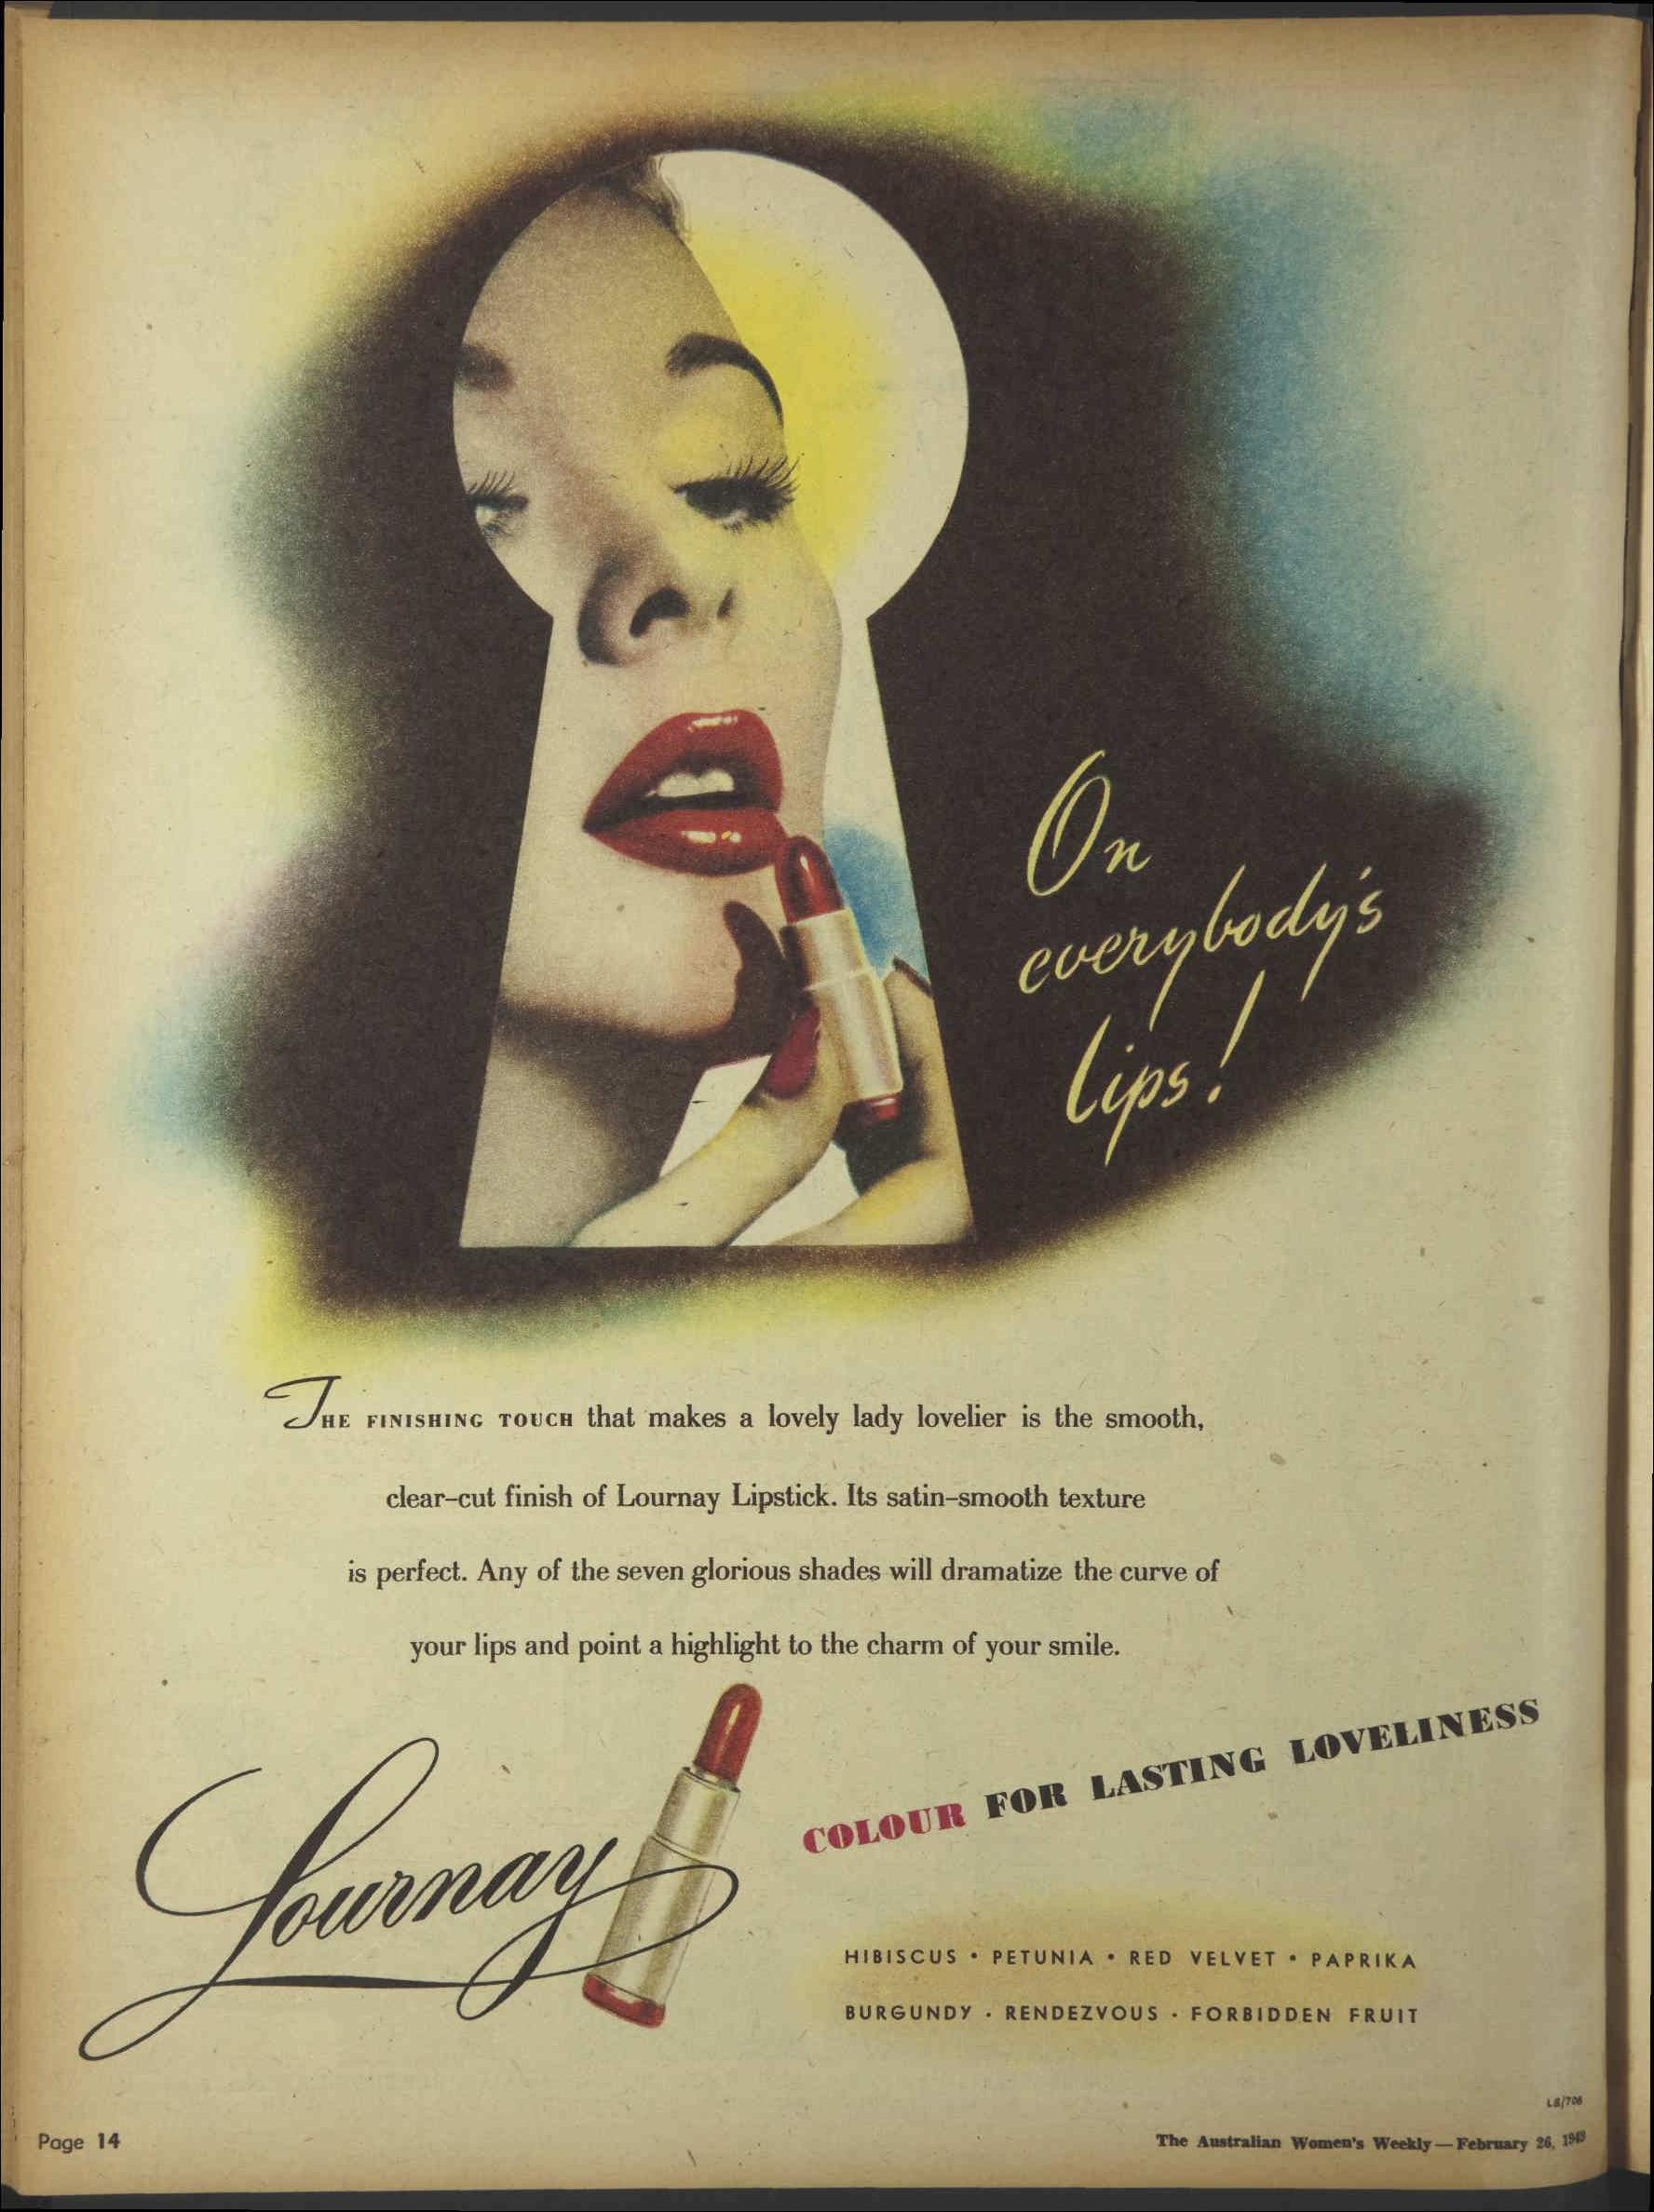 On
everybody's
lips!
THE FINISHING TOUCH that makes a lovely lady lovelier is the smooth,
clear-cut finish of Lournay Lipstick. Its satin-smooth texture
is perfect. Any of the seven glorious shades will dramatize the curve of
your lips and point a highlight to the charm of your smile.
Lournay
COLOUR FOR LASTING LOVELINESS
HIBISCUS • PETUNIA • RED VELVET • PAPRIKA
BURGUNDY • RENDEZVOUS • FORBIDDEN FRUIT
L8/706
Page 14
The Australian Women's Weekly — February 26, 1949